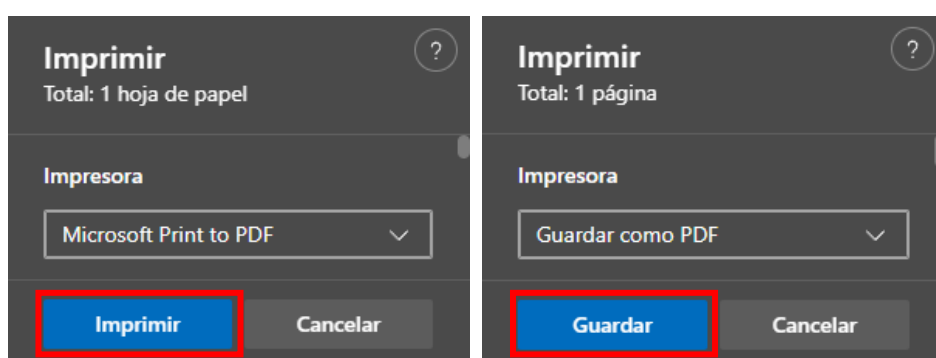 Imprimir
?
Total: 1 hoja de papel
Impresora
Microsoft Print to PDF
Imprimir Cancelar
Imprimir
?
Total: 1 página
Impresora
Guardar como PDF
Guardar Cancelar